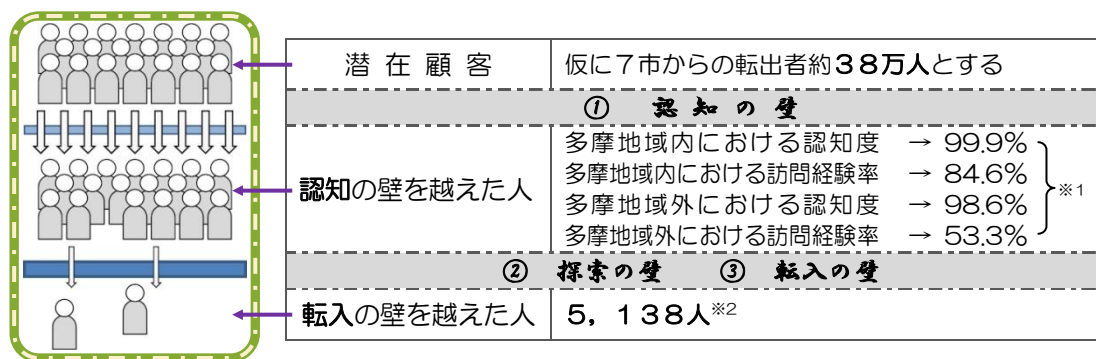 潜在顧客
仮に7市からの転出者約38万人とする
① 認知の壁
認知の壁を越えた人
多摩地域内における認知度 → 99.9%
多摩地域内における訪問経験率 → 84.6%
多摩地域外における認知度 → 98.6%
多摩地域外における訪問経験率 → 53.3%
※1
② 探索の壁 ③ 転入の壁
転入の壁を越えた人
5,138人※2